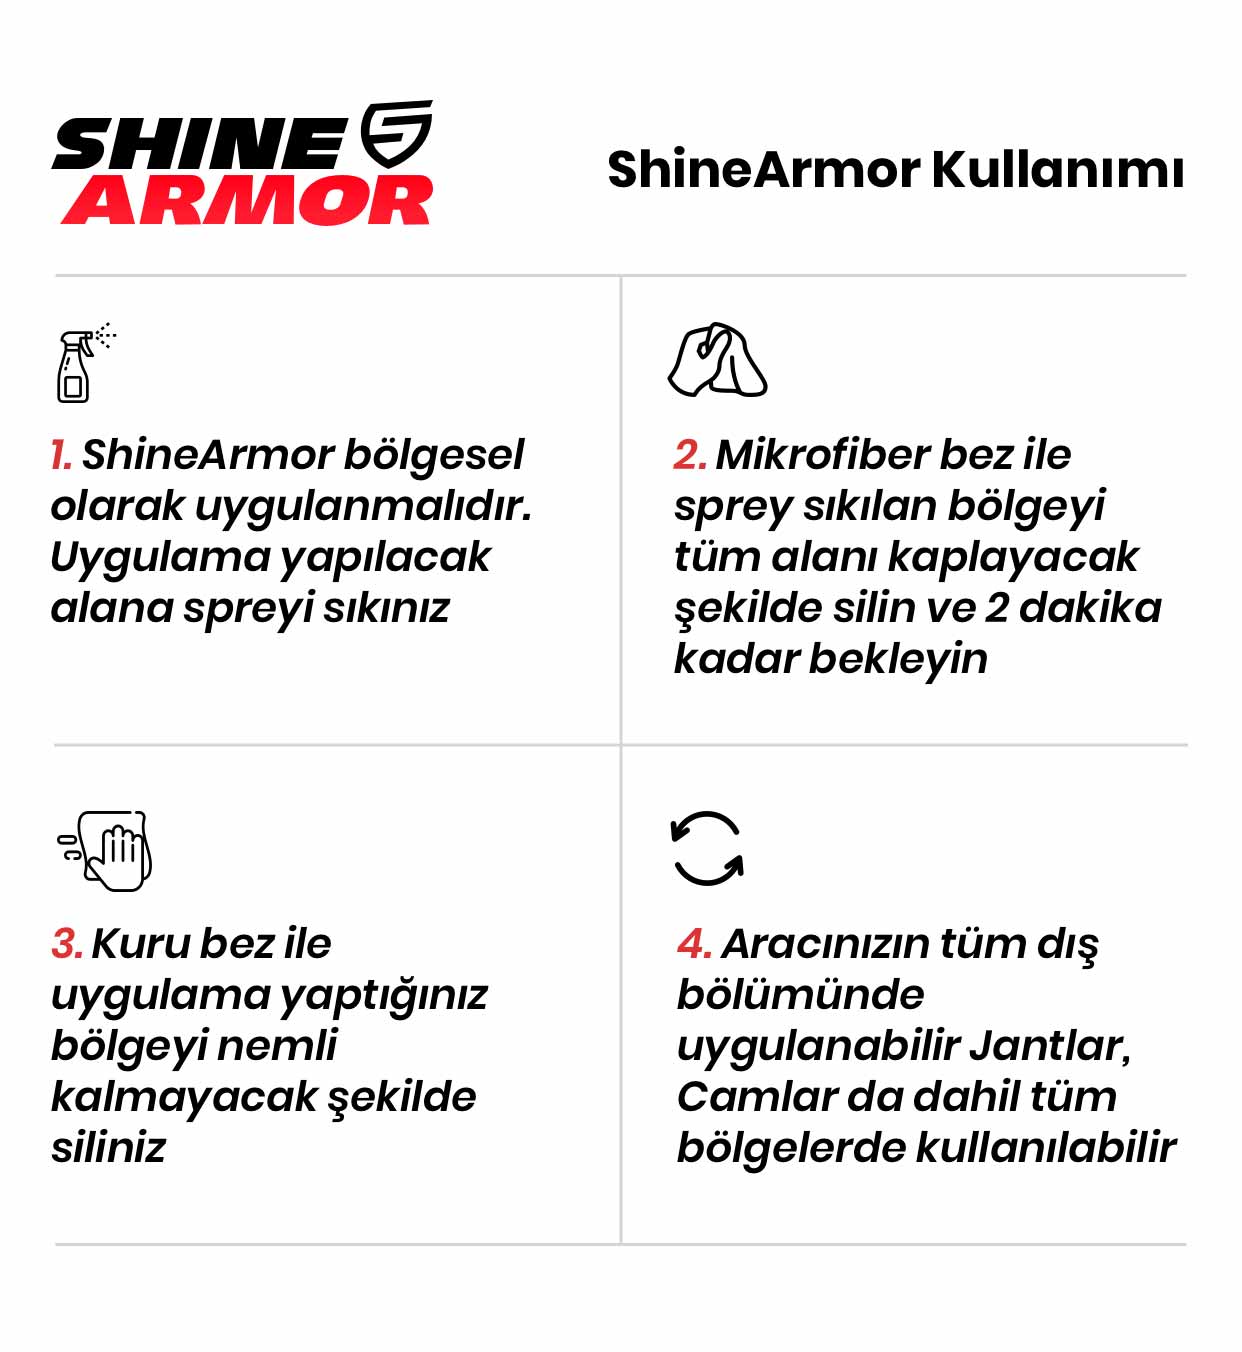 SHINE
ARMOR
ShineArmor Kullanımı
1. ShineArmor bölgesel
olarak uygulanmalıdır.
Uygulama yapılacak
alana spreyi sıkınız
2. Mikrofiber bez ile
sprey sıkılan bölgeyi
tüm alanı kaplayacak
şekilde silin ve 2 dakika
kadar bekleyin
3. Kuru bez ile
uygulama yaptığınız
bölgeyi nemli
kalmayacak şekilde
siliniz
4. Aracınızın tüm dış
bölümünde
uygulanabilir Jantlar,
Camlar da dahil tüm
bölgelerde kullanılabilir